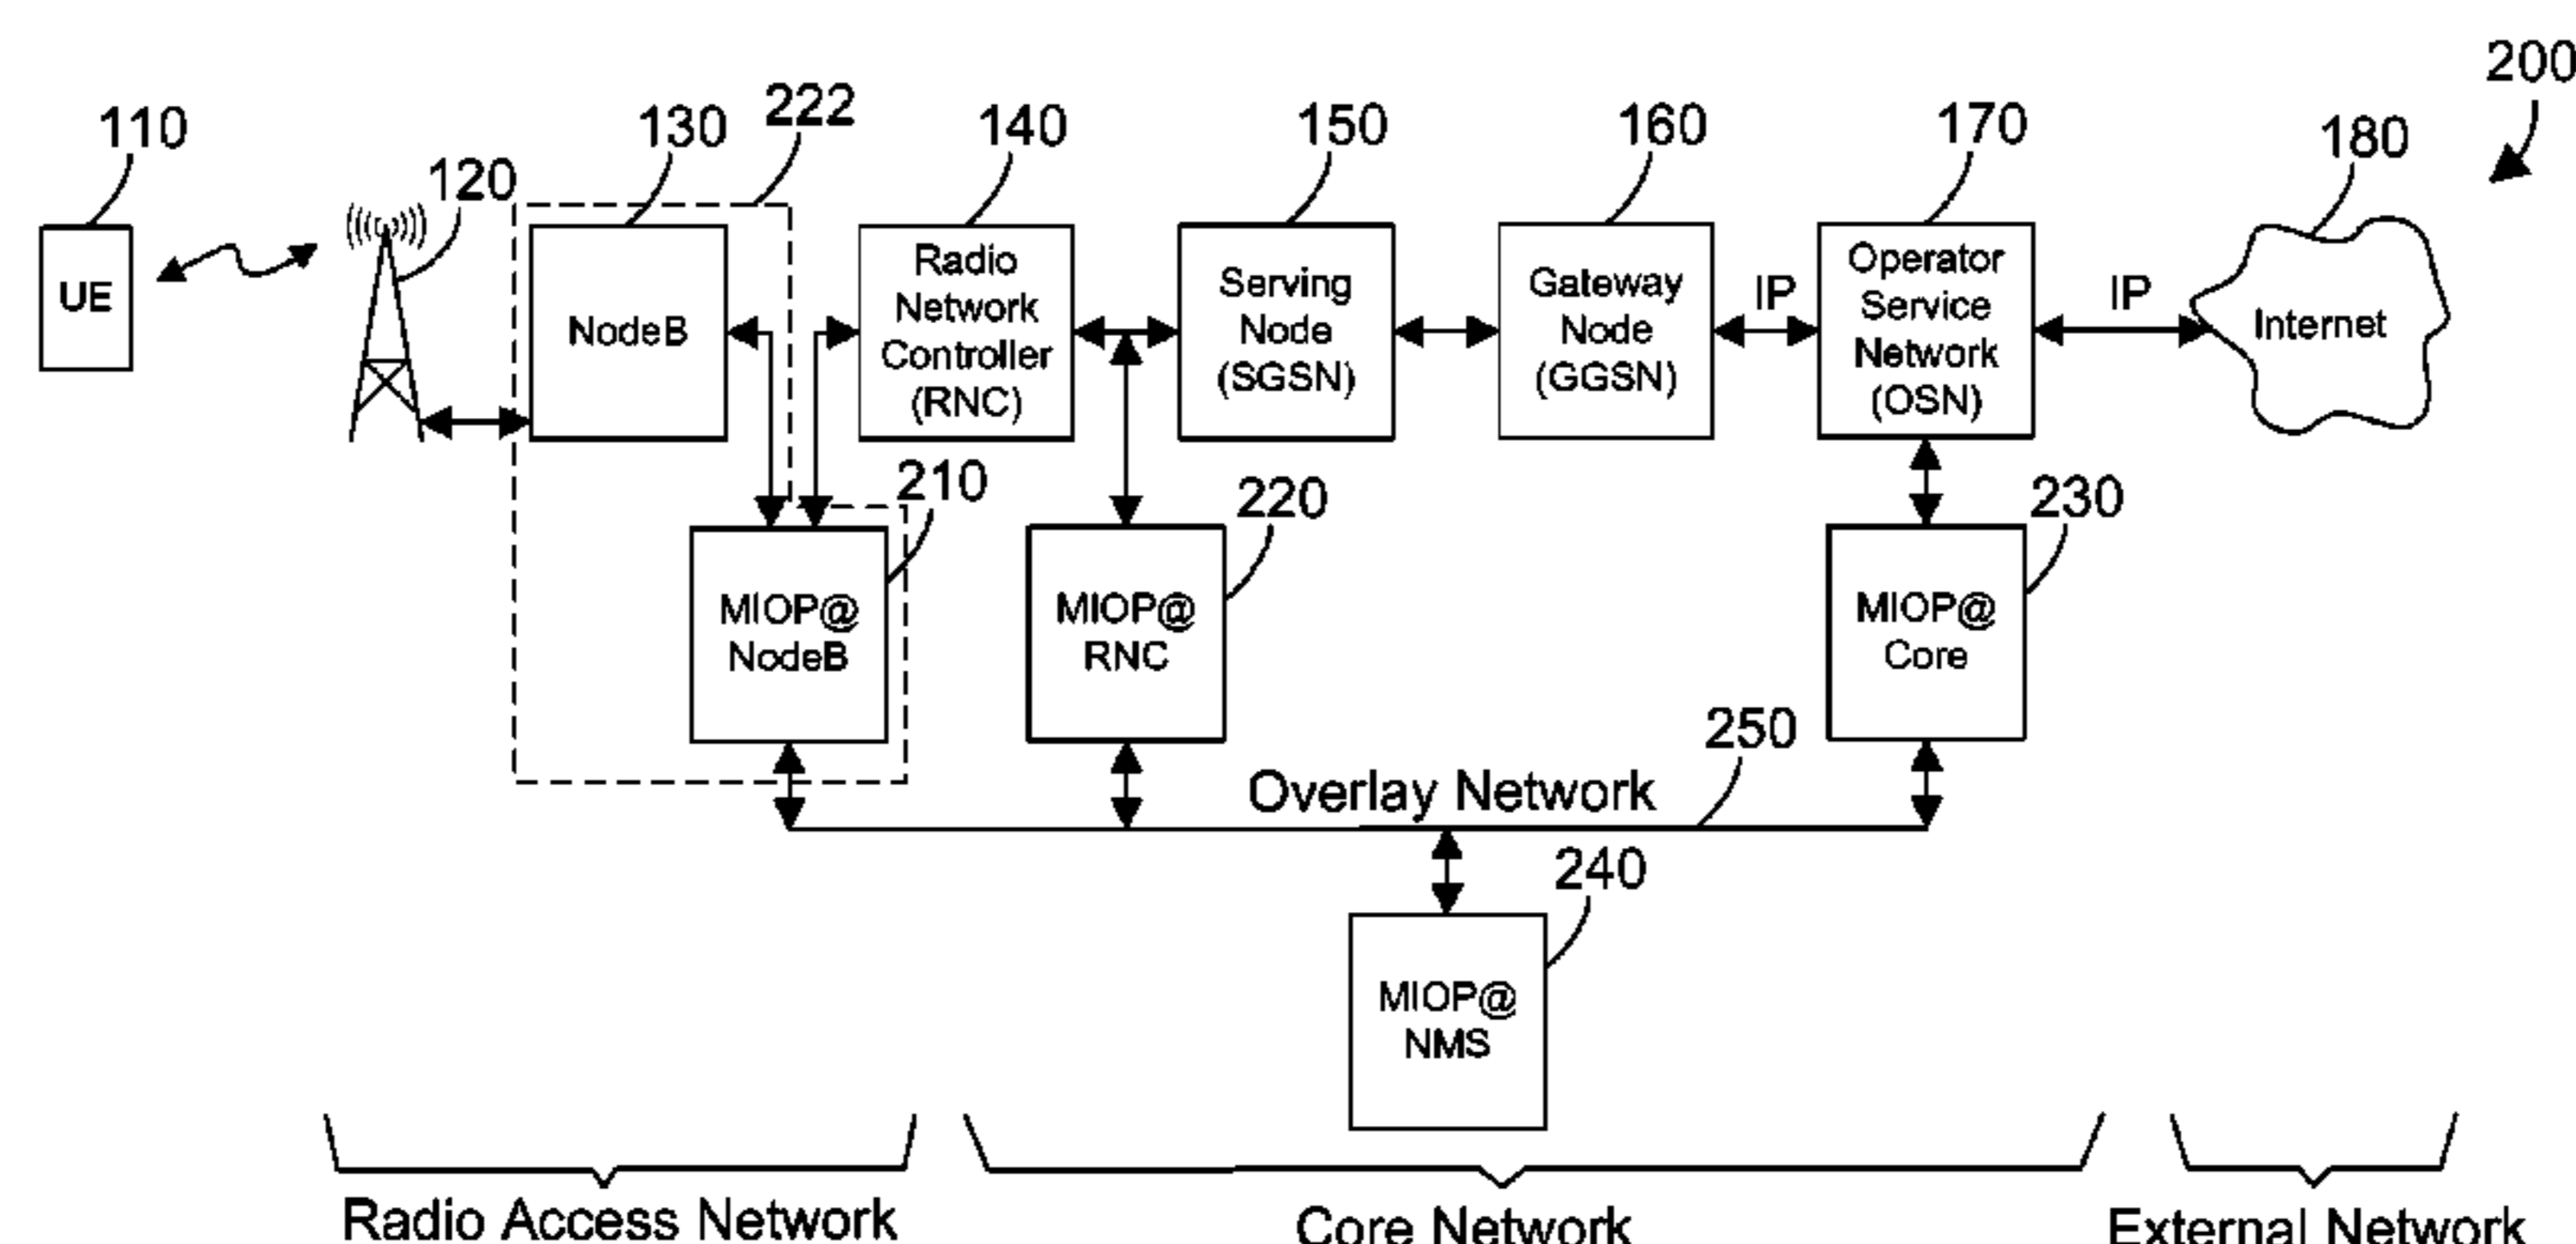 200
222
110
130
140
150
160
170
180
120
UE
NodeB
Radio
Network
Controller
(RNC)
Serving
Node
(SGSN)
Gateway
Node
(GGSN)
IP
Operator
Service
Network
(OSN)
IP
Internet
210
220
230
MIOP@
NodeB
MIOP@
RNC
MIOP@
Core
250
Overlay Network
240
MIOP@
NMS
Radio Access Network
Core Network
External Network